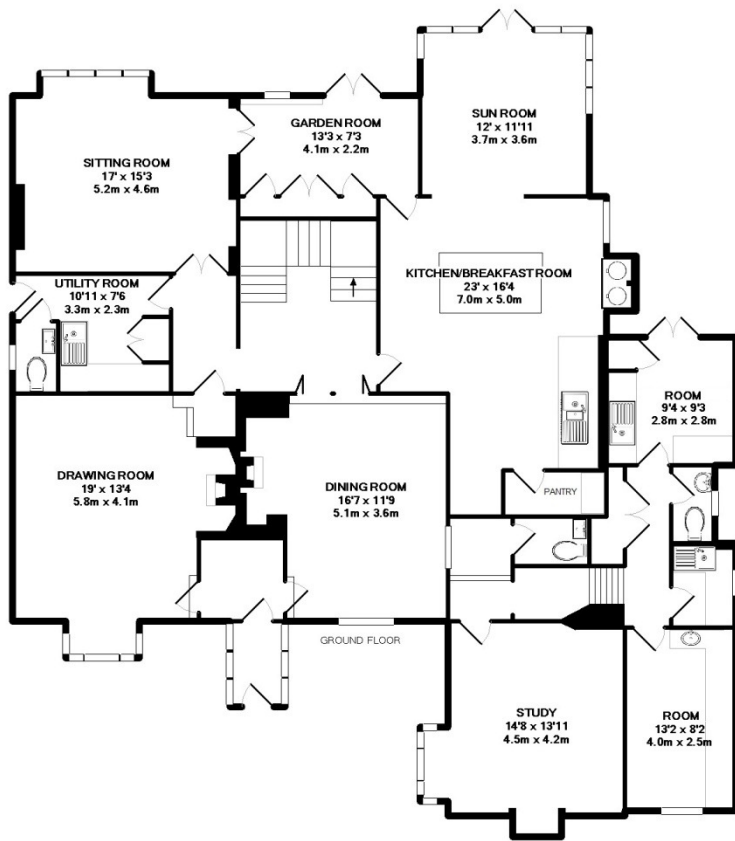 SUN ROOM
12' x 11'11
3.7m x 3.6m
GARDEN ROOM
13'3 x 7'3
4.1m x 2.2m
SITTING ROOM
17' x 15'3
5.2m x 4.6m
KITCHEN/BREAKFAST ROOM
23' x 16'4
7.0m x 5.0m
UTILITY ROOM
10'11 x 7'6
3.3m x 2.3m
ROOM
9'4 x 9'3
2.8m x 2.8m
DRAWING ROOM
19' x 13'4
5.8m x 4.1m
DINING ROOM
16'7 x 11'9
5.1m x 3.6m
PANTRY
GROUND FLOOR
STUDY
14'8 x 13'11
4.5m x 4.2m
ROOM
13'2 x 8'2
4.0m x 2.5m